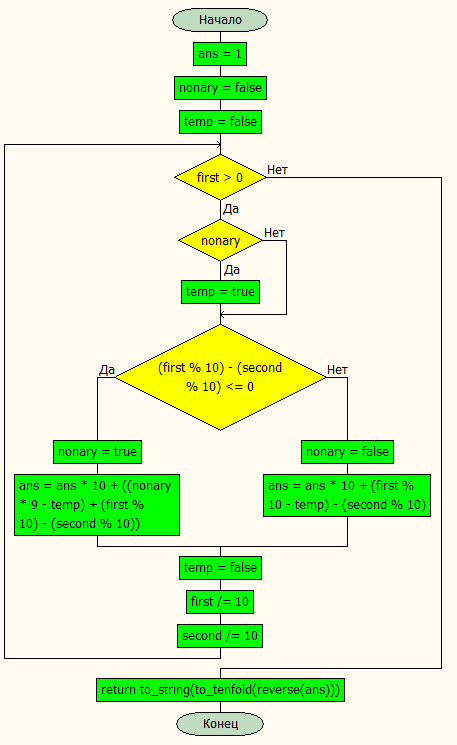 Начало
ans = 1
nonary = false
temp = false
first > 0
Нет
Да
nonary
Нет
Да
temp = true
(first % 10) - (second
% 10) <= 0
Да
Нет
nonary = true
nonary = false
ans = ans * 10 + ((nonary
* 9 - temp) + (first %
10) - (second % 10))
ans = ans * 10 + (first %
10 - temp) - (second % 10)
temp = false
first /= 10
second /= 10
return to_string(to_tenfold(reverse(ans)))
Конец